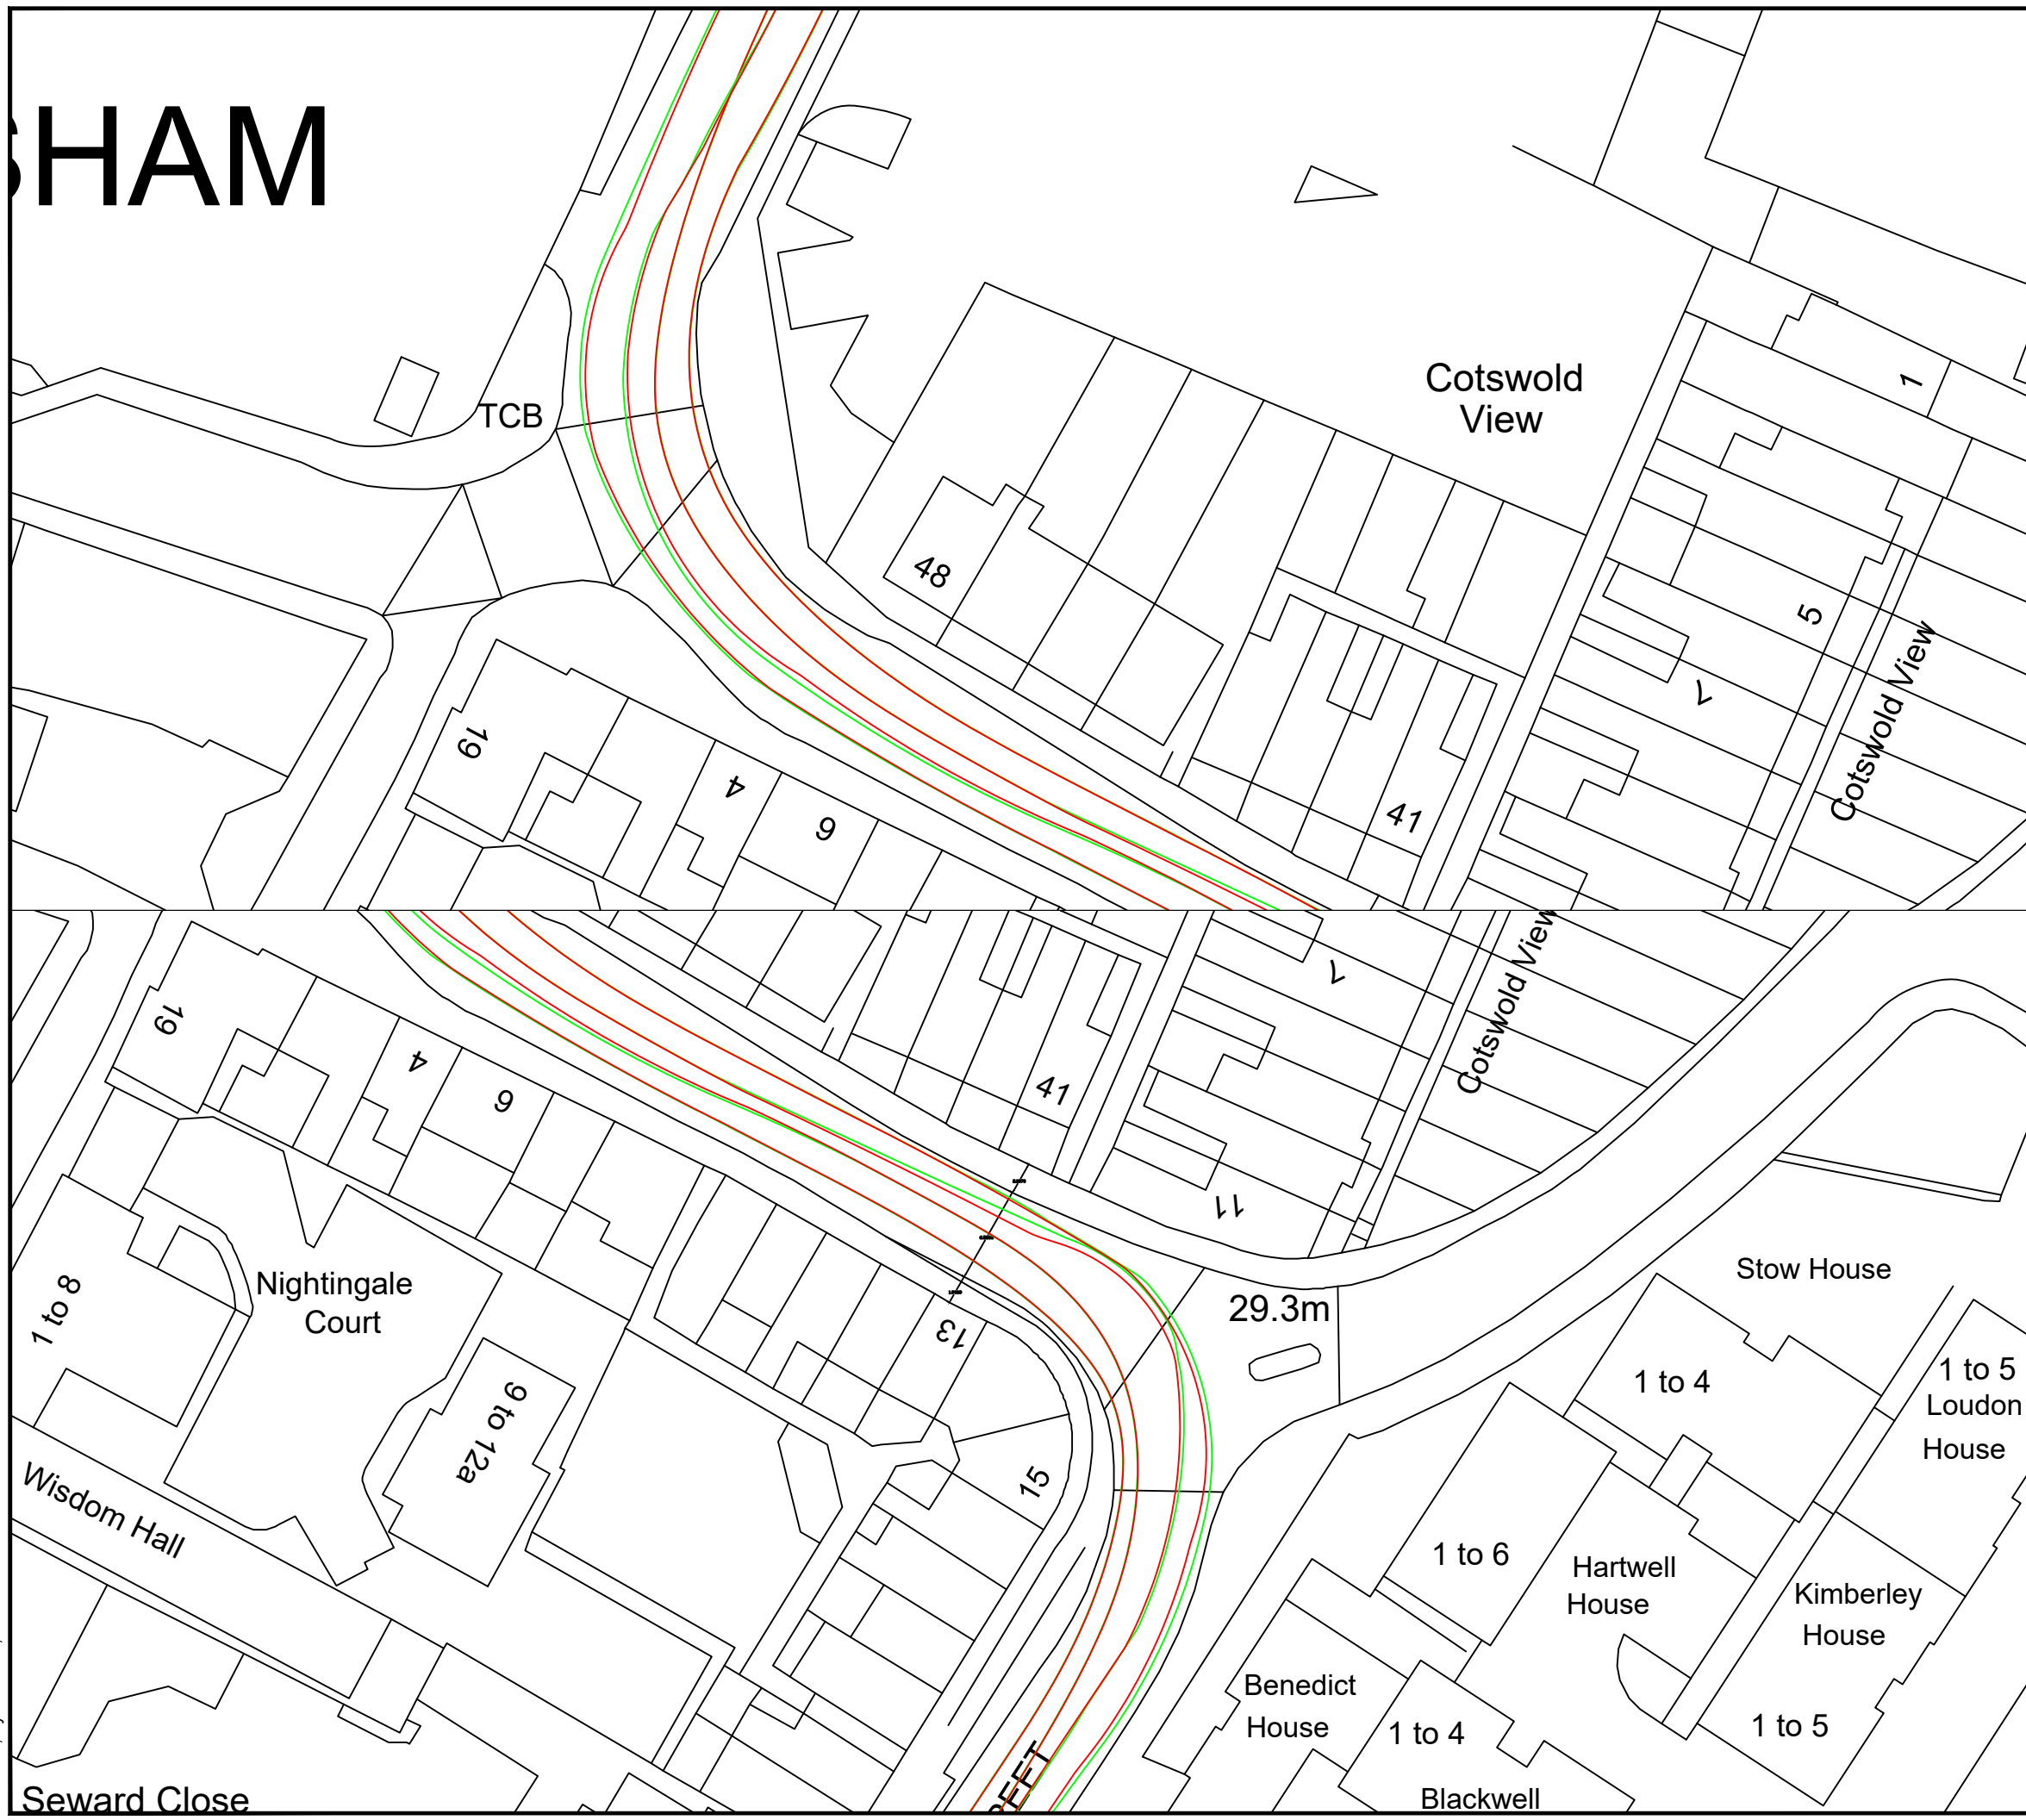 SHAM
TCB
Cotswold
View
1
48
5
7
Cotswold View
19
4
6
41
19
4
6
41
7
Cotswold View
11
Stow House
Nightingale
Court
29.3m
1 to 8
13
1 to 4
1 to 5
Loudon
House
9 to 12a
15
Wisdom Hall
1 to 6
Hartwell
House
Kimberley
House
Benedict
House
1 to 4
1 to 5
Blackwell
Seward Close